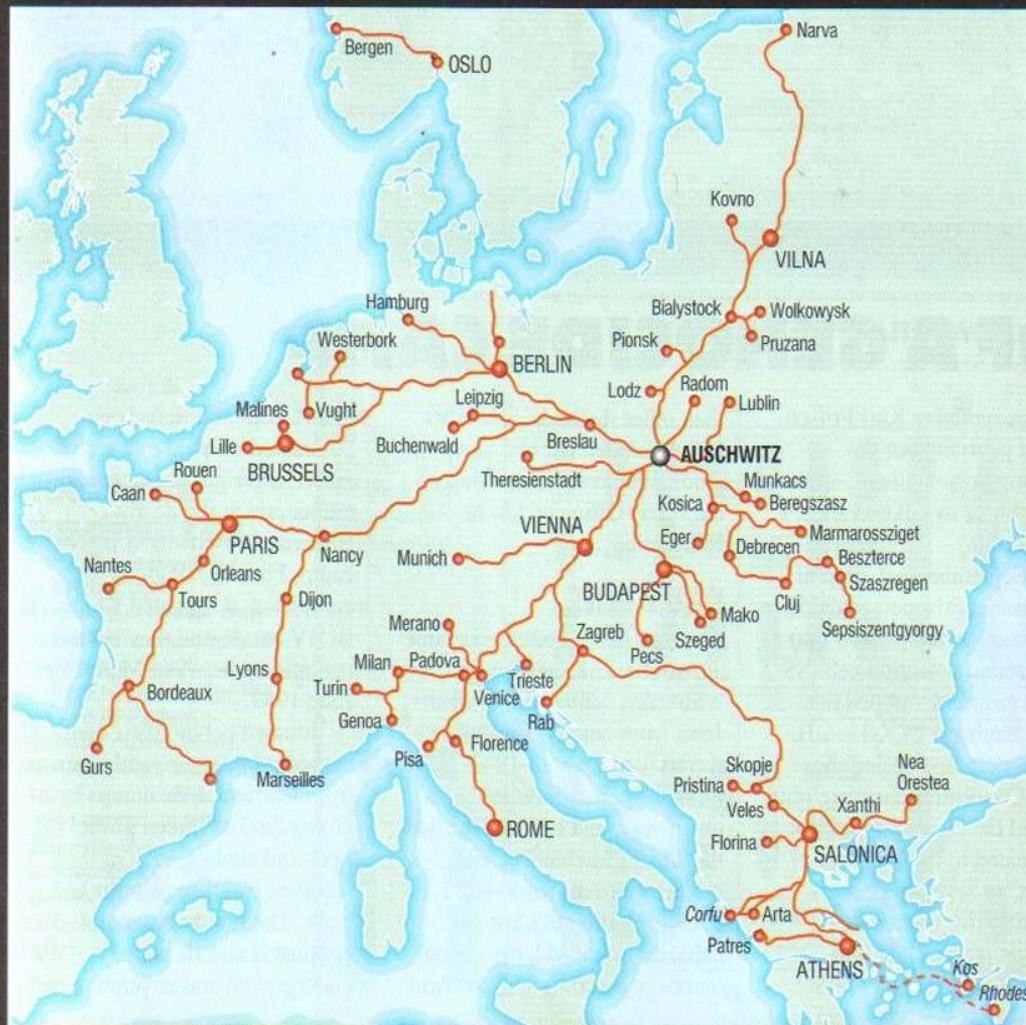 Bergen
OSLO
Narva
Kovno
VILNA
Hamburg
Bialystock
Wolkowysk
Pruzana
Westerbork
Pionsk
BERLIN
Lodz
Radom
Lublin
Malines
Vught
Leipzig
Lille
BRUSSELS
Buchenwald
Breslau
AUSCHWITZ
Rouen
Caan
Theresienstadt
Munkacs
Beregszasz
Kosica
Marmarossziget
PARIS
Nancy
VIENNA
Eger
Debrecen
Beszterce
Nantes
Orleans
Munich
Szaszregen
Tours
Dijon
BUDAPEST
Cluj
Mako
Sepsiszentgyorgy
Merano
Zagreb
Szeged
Pecs
Lyons
Milan
Padova
Trieste
Bordeaux
Turin
Venice
Rab
Genoa
Gurs
Marseilles
Pisa
Florence
Skopje
Nea
Orestea
Pristina
Veles
Xanthi
ROME
Florina
SALONICA
Corfu
Arta
Patres
ATHENS
Kos
Rhodes